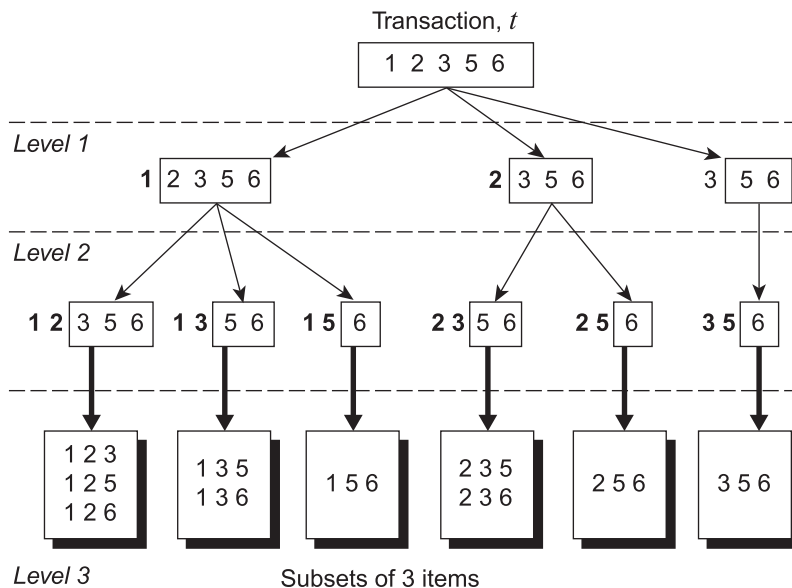 Transaction, t
1 2 3 5 6
Level 1
1 2 3 5 6
2 3 5 6
3 5 6
Level 2
1 2 3 5 6
1 3 5 6
1 5 6
2 3 5 6
2 5 6
3 5 6
1 2 3
1 2 5
1 2 6
1 3 5
1 3 6
1 5 6
2 3 5
2 3 6
2 5 6
3 5 6
Level 3
Subsets of 3 items